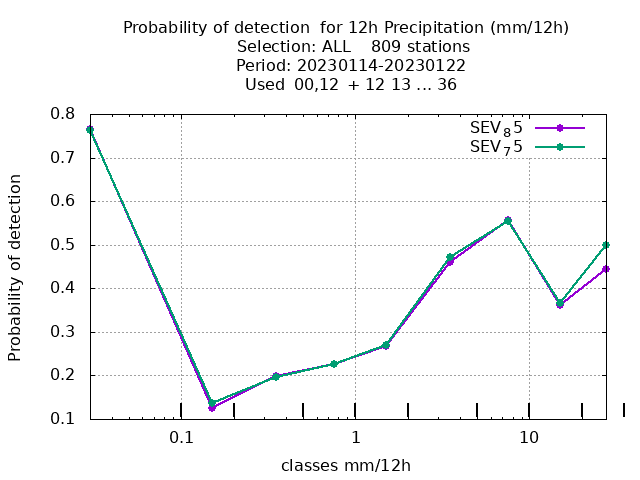 Probability of detection  for 12h Precipitation (mm/12h)
Selection: ALL    809 stations
Period: 20230114-20230122
Used  00,12  + 12 13 ... 36
SEV₈5
SEV₇5
0.8
0.7
0.6
0.5
0.4
0.3
0.2
0.1
Probability of detection
0.1 1 10
classes mm/12h